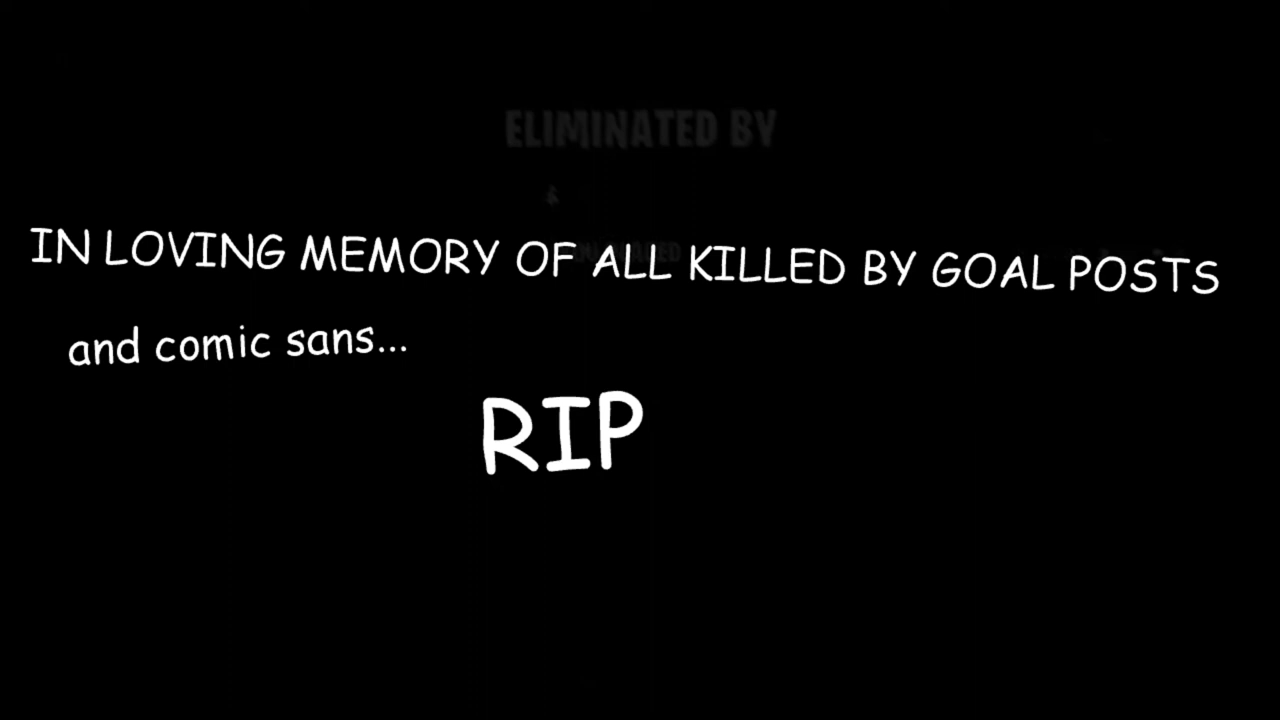 ELIMINATED BY
IN LOVING MEMORY OF ALL KILLED BY GOAL POSTS
and comic sans...
RIP